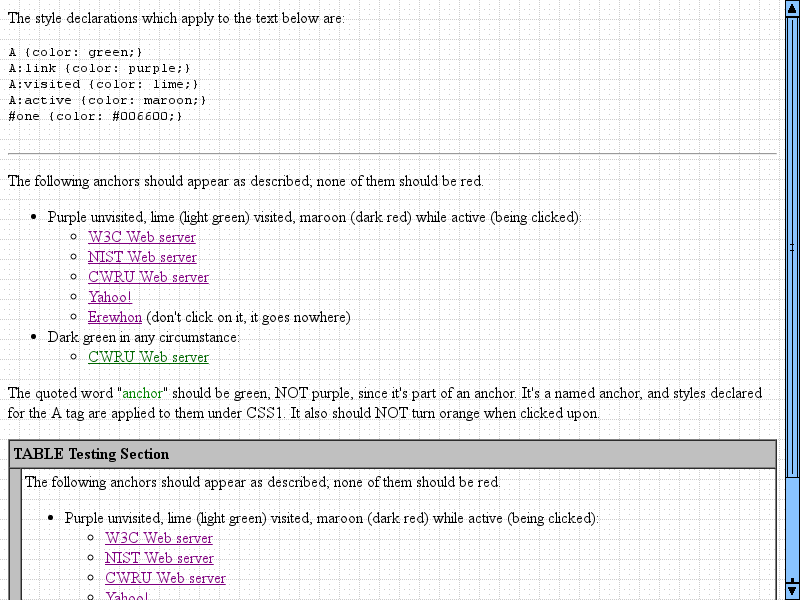 The style declarations which apply to the text below are:
A {color: green;}
A:link {color: purple;}
A:visited {color: lime;}
A:active {color: maroon;}
#one {color: #006600;}
The following anchors should appear as described; none of them should be red.
Purple unvisited, lime (light green) visited, maroon (dark red) while active (being clicked):
W3C Web server
NIST Web server
CWRU Web server
Yahoo!
Erewhon (don't click on it, it goes nowhere)
Dark green in any circumstance:
CWRU Web server
The quoted word "anchor" should be green, NOT purple, since it's part of an anchor. It's a named anchor, and styles declared
for the A tag are applied to them under CSS1. It also should NOT turn orange when clicked upon.
TABLE Testing Section
The following anchors should appear as described; none of them should be red.
Purple unvisited, lime (light green) visited, maroon (dark red) while active (being clicked):
W3C Web server
NIST Web server
CWRU Web server
Yahoo!